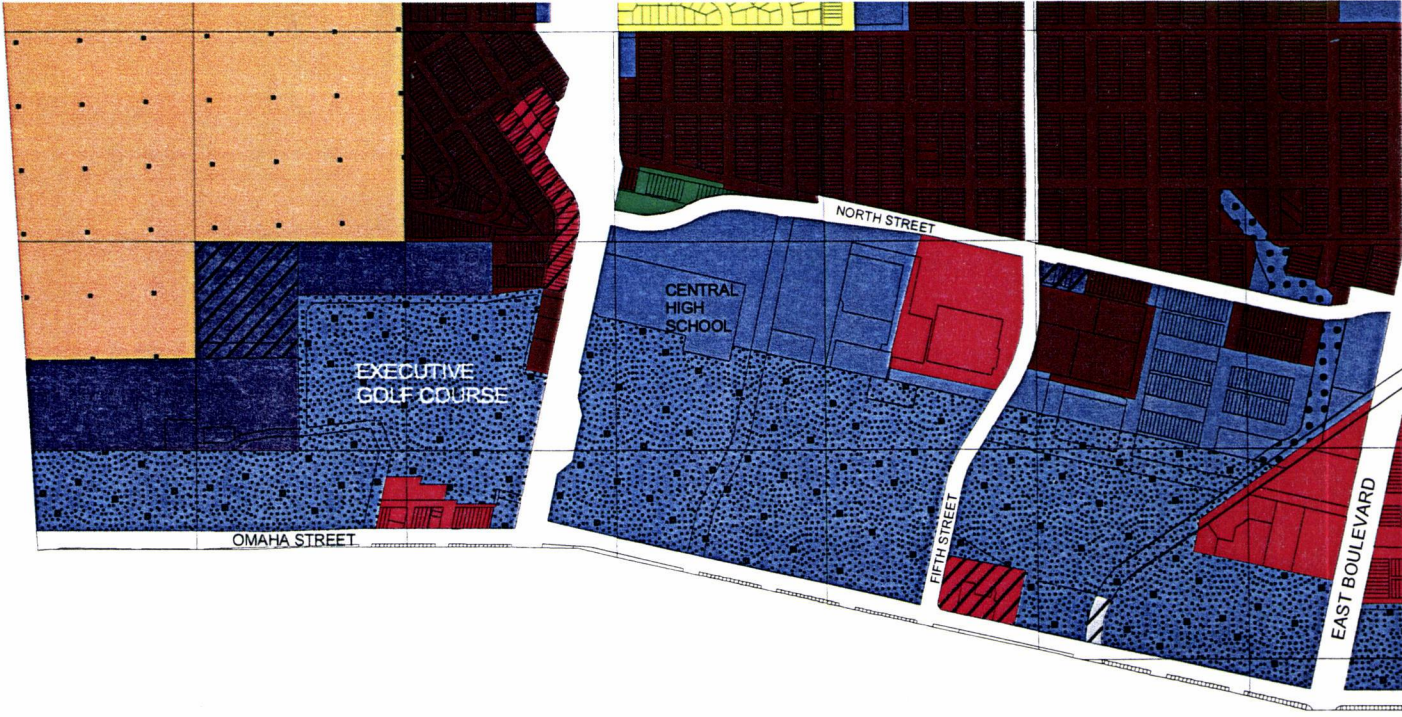 NORTH STREET
CENTRAL
HIGH
SCHOOL
EXECUTIVE
GOLF COURSE
OMAHA STREET
FIFTH STREET
EAST BOULEVARD